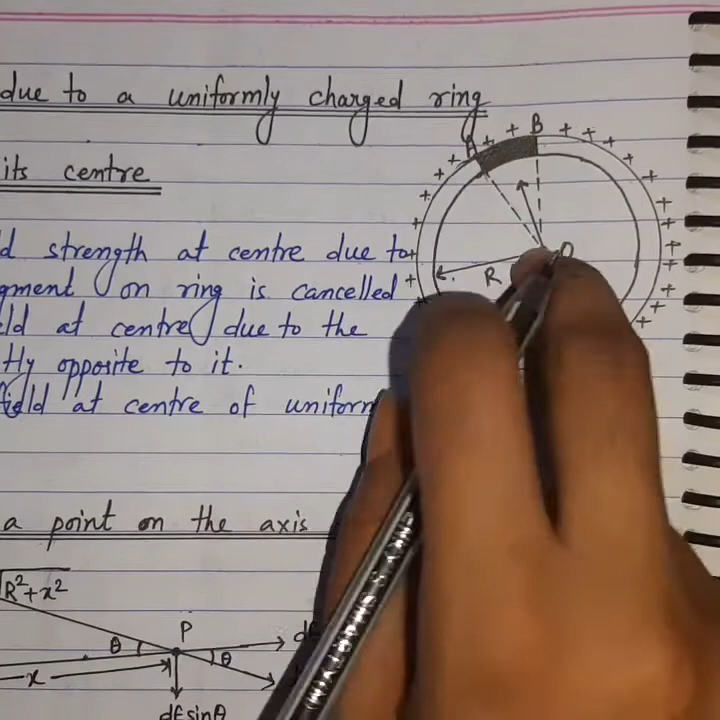 due to a uniformly charged ring
its centre
d strength at centre due to
gment on ring is cancelled
ld at centre due to the
tly opposite to it.
field at centre of uniform
a point on the axis
A + + B + + + +
R O
R²+x²
θ P θ
x
dE sinθ